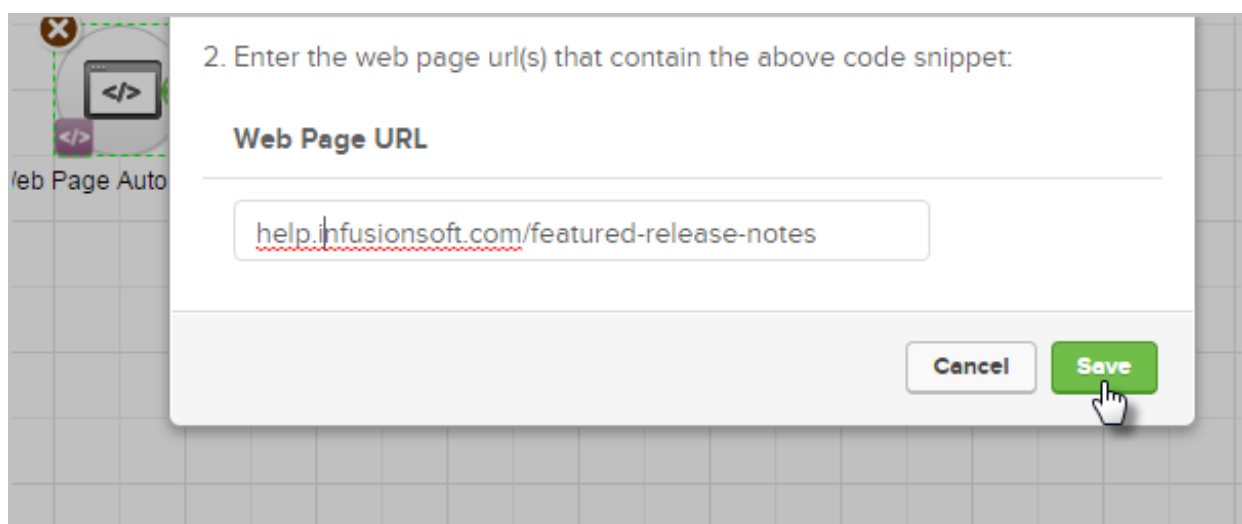 2. Enter the web page url(s) that contain the above code snippet:
</>
</>
Web Page URL
eb Page Auto
help.infusionsoft.com/featured-release-notes
Cancel
Save